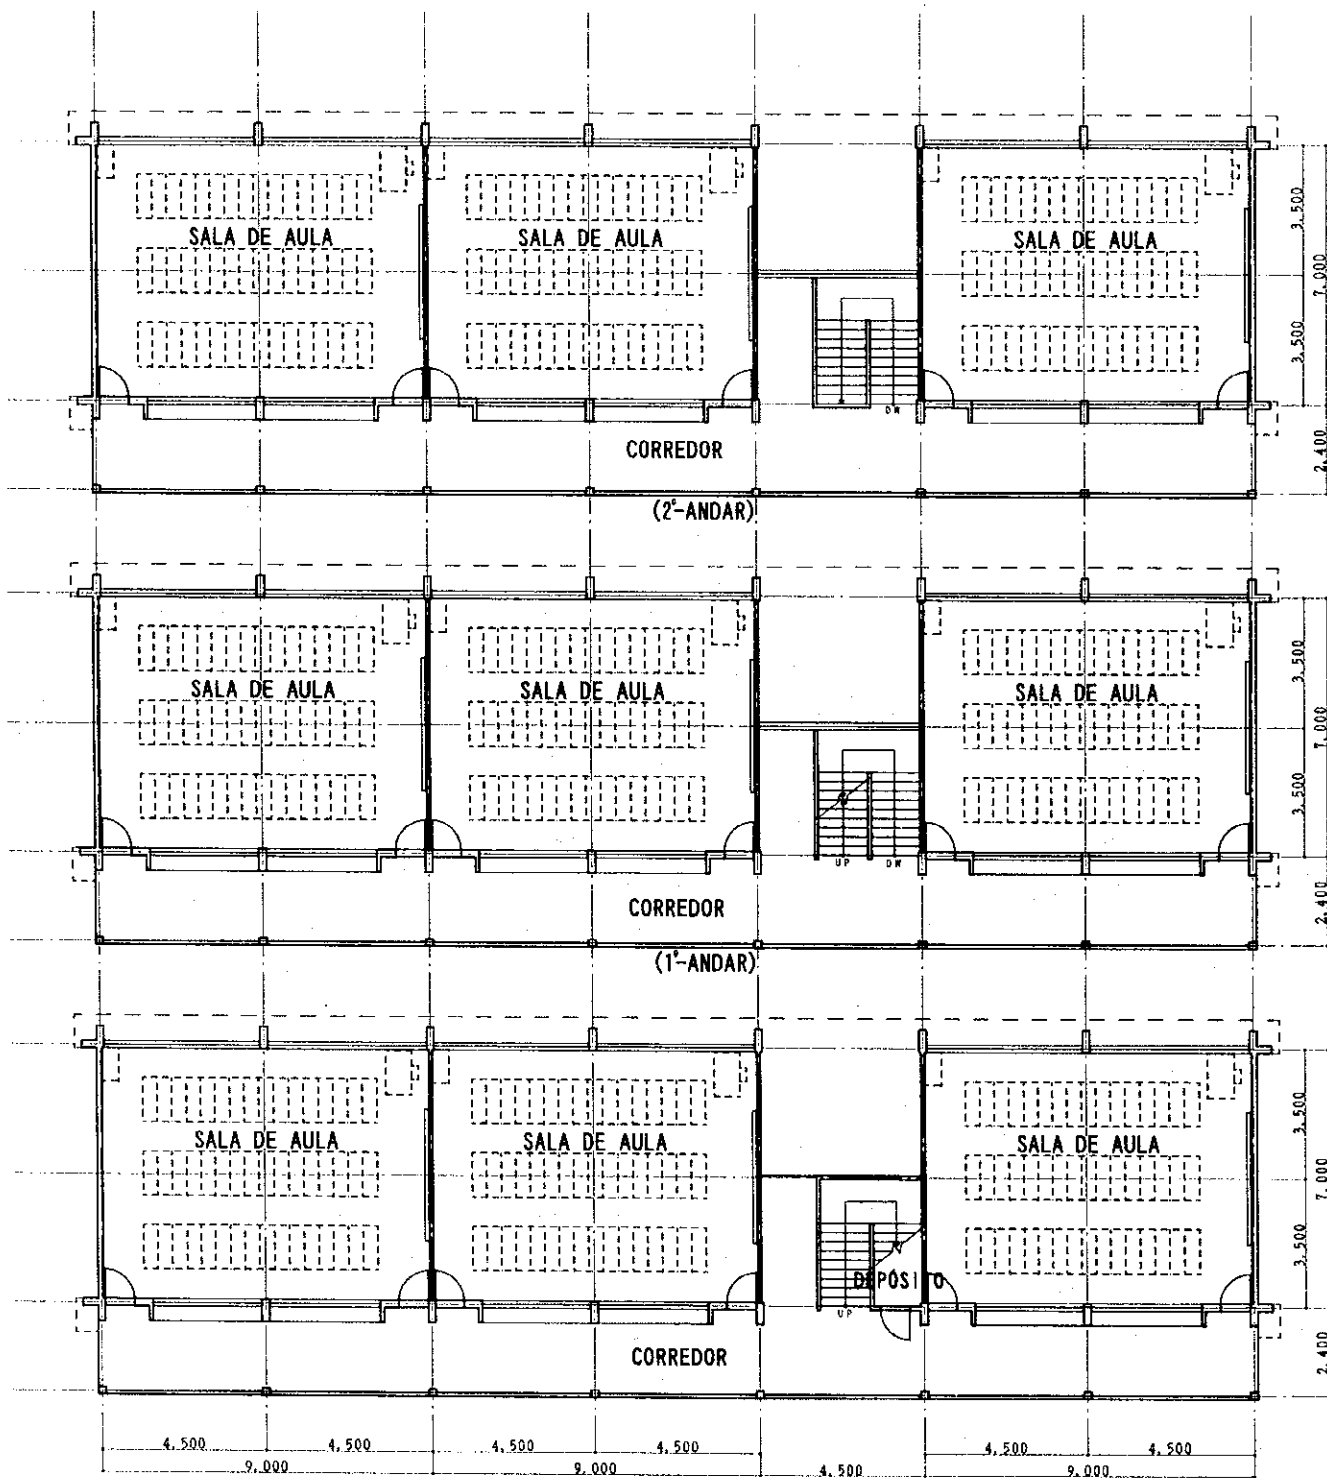 SALA DE AULA SALA DE AULA SALA DE AULA
3,500
7,000
3,500
DW
CORREDOR
2,400
(2°-ANDAR)
SALA DE AULA SALA DE AULA SALA DE AULA
3,500
7,000
3,500
UP DW
CORREDOR
2,400
(1°-ANDAR)
SALA DE AULA SALA DE AULA SALA DE AULA
3,500
7,000
3,500
DEPÓSITO
UP
CORREDOR
2,400
4,500 4,500 4,500 4,500 4,500 4,500
9,000 9,000 4,500 9,000